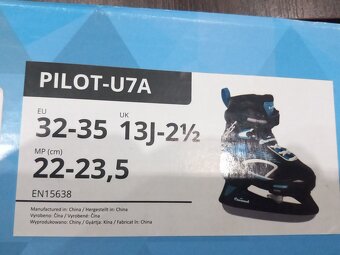 PILOT-U7A
EU UK
32-35 13J-2½
MP (cm)
22-23,5
EN15638
Manufactured in: China / Hergestellt in: China
Vyrobeno: Čína / Vyrobené: Čína
Wyprodukowano: Chiny / Gyártja: Kína / Fabricat în: China